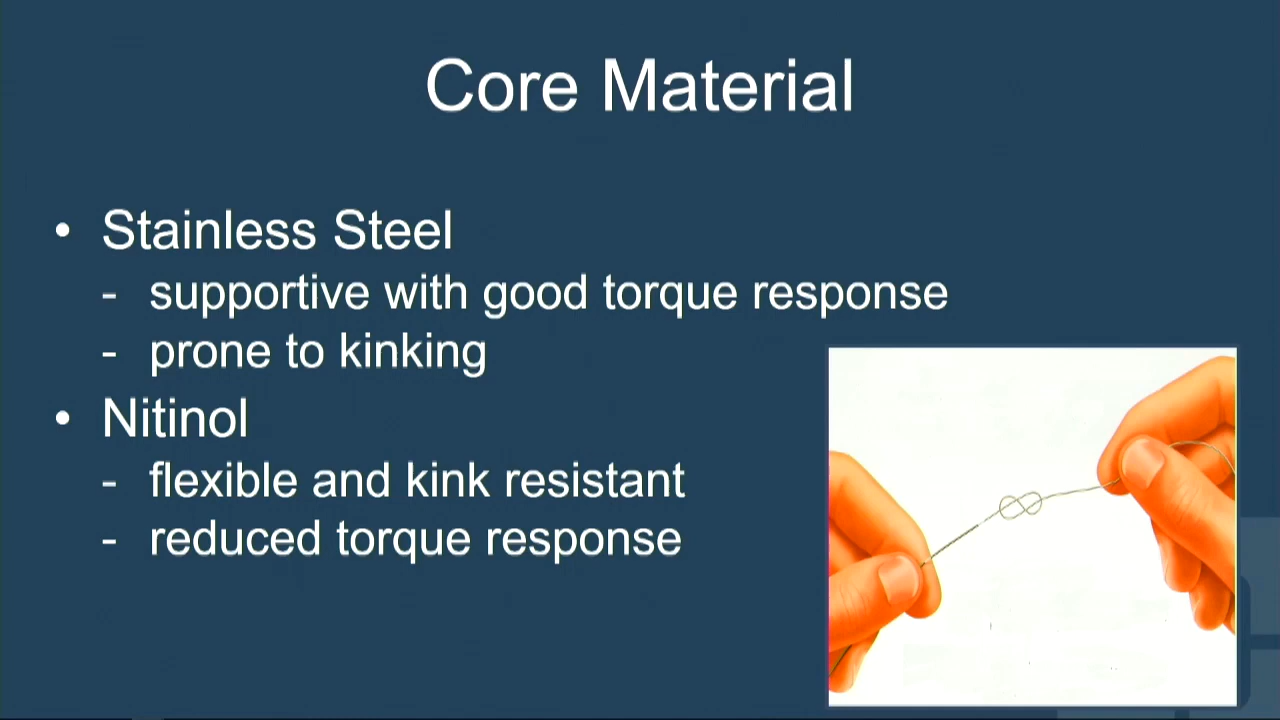 Core Material
• Stainless Steel
- supportive with good torque response
- prone to kinking
• Nitinol
- flexible and kink resistant
- reduced torque response